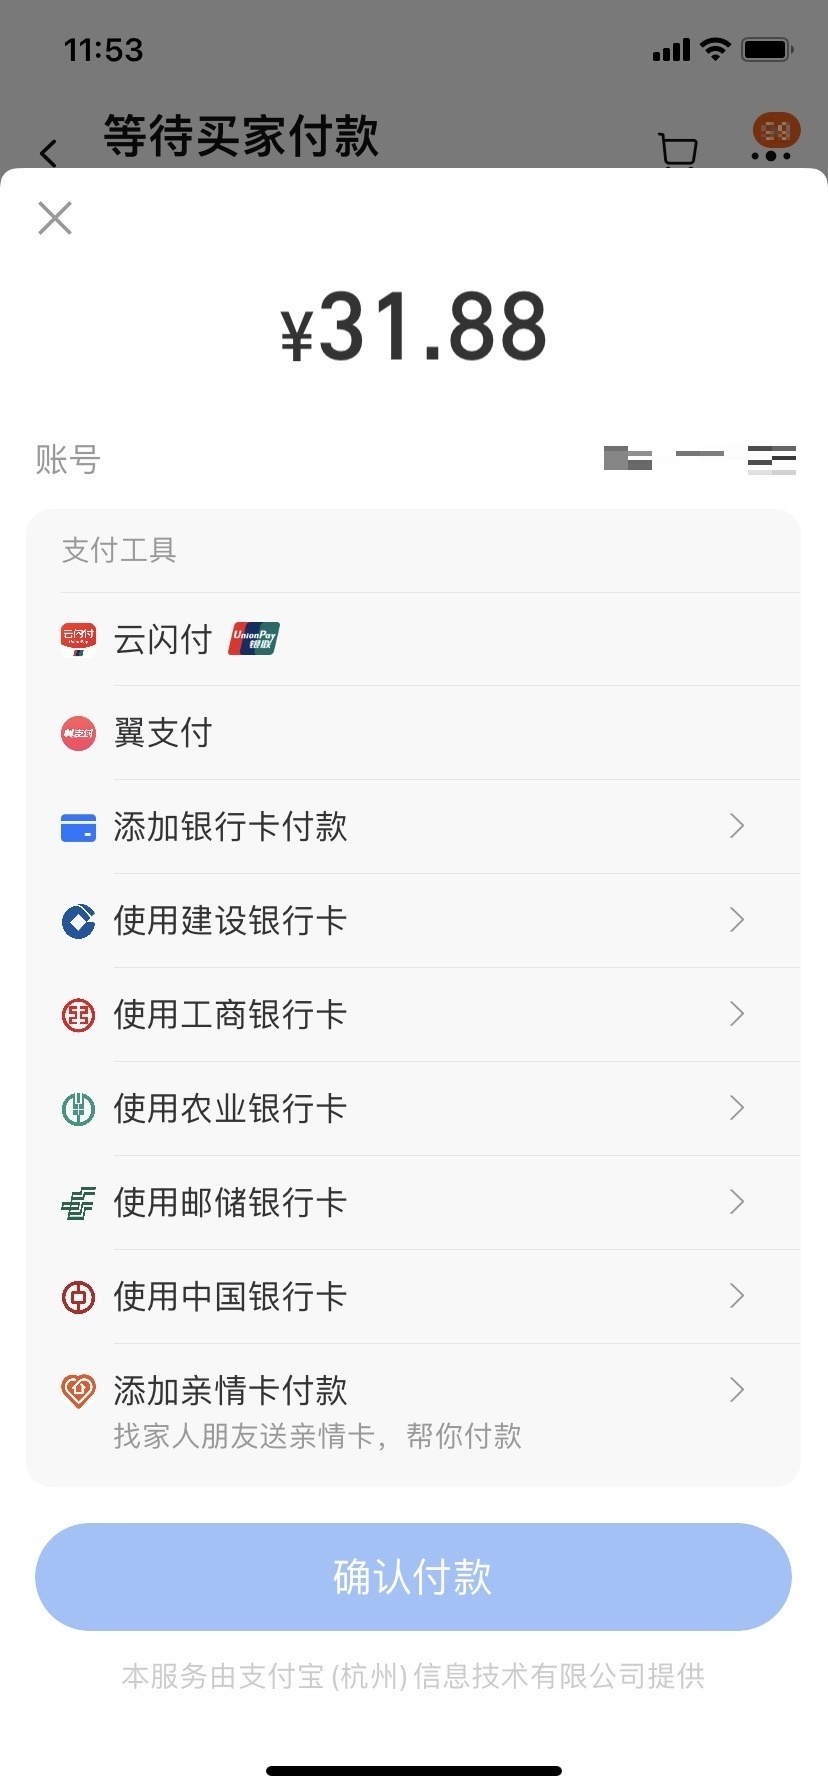 11:53
等待买家付款
¥31.88
账号
支付工具
云闪付 UnionPay 银联
翼支付
添加银行卡付款
使用建设银行卡
使用工商银行卡
使用农业银行卡
使用邮储银行卡
使用中国银行卡
添加亲情卡付款
找家人朋友送亲情卡，帮你付款
确认付款
本服务由支付宝(杭州)信息技术有限公司提供